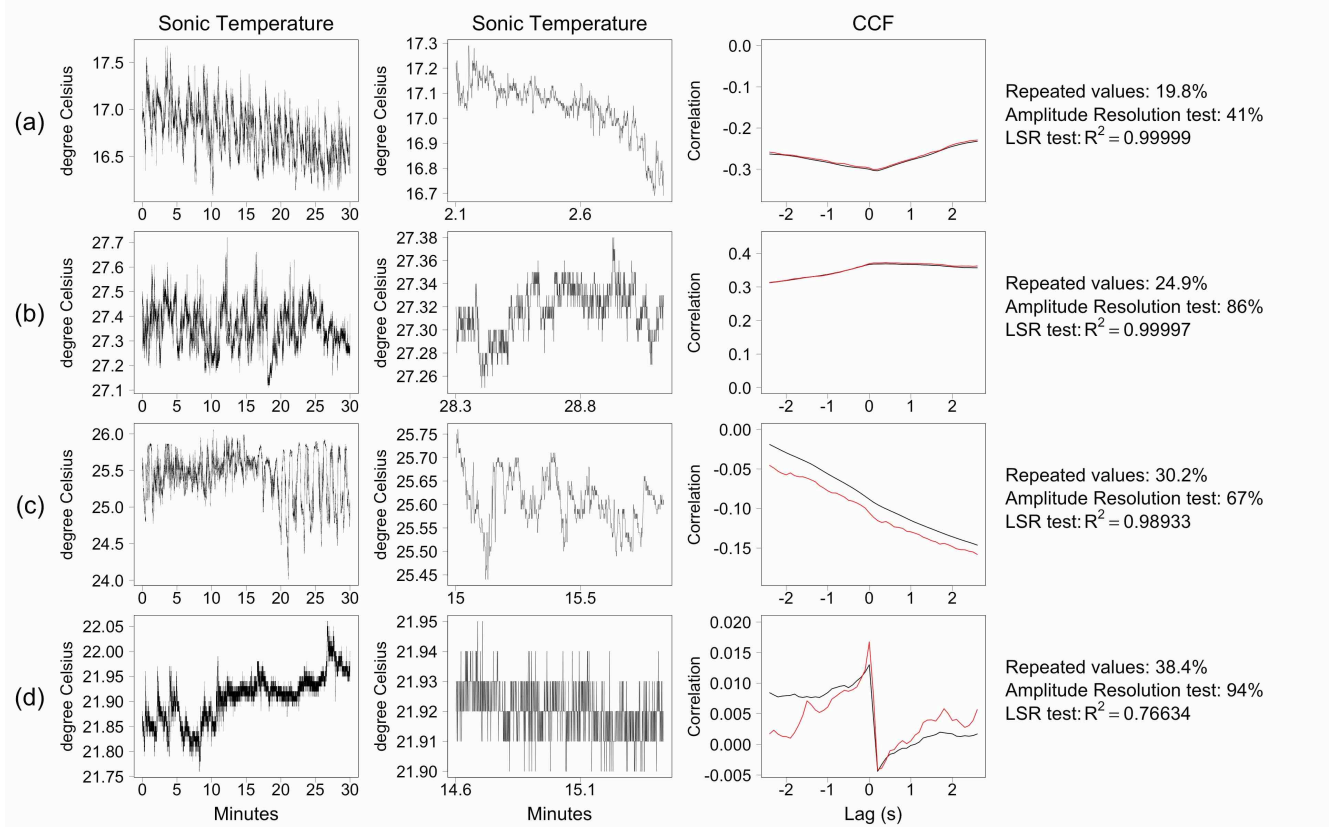 Sonic Temperature
Sonic Temperature
CCF
(a)
degree Celsius
17.5
17.0
16.5
0 5 10 15 20 25 30
degree Celsius
17.3
17.2
17.1
17.0
16.9
16.8
16.7
2.1 2.6
Correlation
0.0
-0.1
-0.2
-0.3
-2 -1 0 1 2
Repeated values: 19.8%
Amplitude Resolution test: 41%
LSR test: R² = 0.99999
(b)
degree Celsius
27.7
27.6
27.5
27.4
27.3
27.2
27.1
0 5 10 15 20 25 30
degree Celsius
27.38
27.36
27.34
27.32
27.30
27.28
27.26
28.3 28.8
Correlation
0.4
0.3
0.2
0.1
0.0
-2 -1 0 1 2
Repeated values: 24.9%
Amplitude Resolution test: 86%
LSR test: R² = 0.99997
(c)
degree Celsius
26.0
25.5
25.0
24.5
24.0
0 5 10 15 20 25 30
degree Celsius
25.75
25.70
25.65
25.60
25.55
25.50
25.45
15 15.5
Correlation
0.00
-0.05
-0.10
-0.15
-2 -1 0 1 2
Repeated values: 30.2%
Amplitude Resolution test: 67%
LSR test: R² = 0.98933
(d)
degree Celsius
22.05
22.00
21.95
21.90
21.85
21.80
21.75
0 5 10 15 20 25 30
Minutes
degree Celsius
21.95
21.94
21.93
21.92
21.91
21.90
14.6 15.1
Minutes
Correlation
0.020
0.015
0.010
0.005
0.000
-0.005
-2 -1 0 1 2
Lag (s)
Repeated values: 38.4%
Amplitude Resolution test: 94%
LSR test: R² = 0.76634